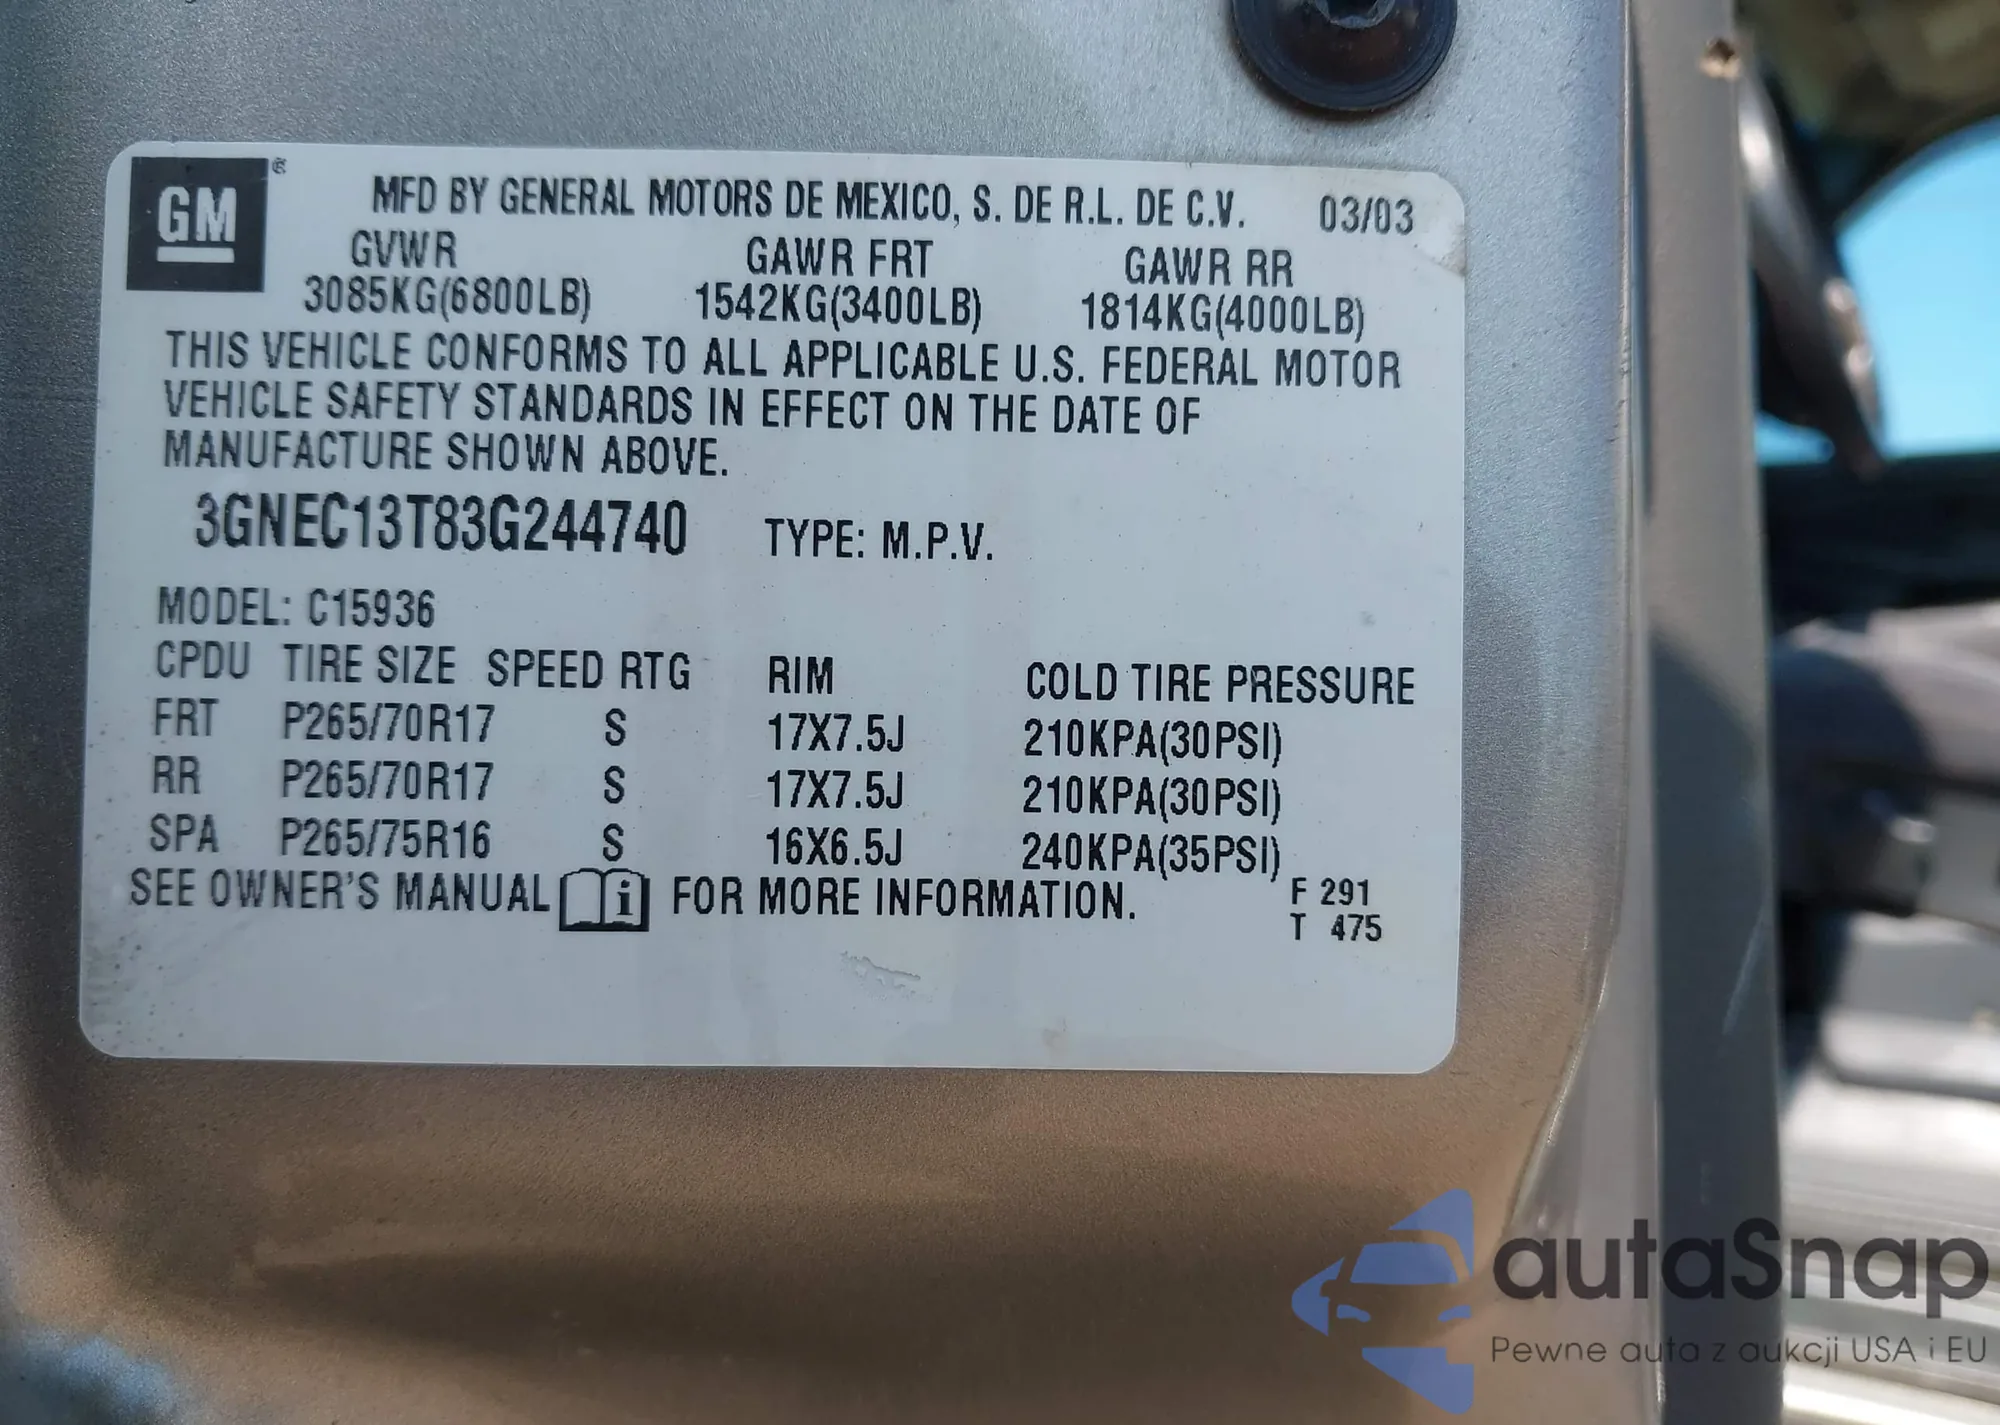 GM®
MFD BY GENERAL MOTORS DE MEXICO, S. DE R.L. DE C.V. 03/03
GVWR GAWR FRT GAWR RR
3085KG(6800LB) 1542KG(3400LB) 1814KG(4000LB)
THIS VEHICLE CONFORMS TO ALL APPLICABLE U.S. FEDERAL MOTOR
VEHICLE SAFETY STANDARDS IN EFFECT ON THE DATE OF
MANUFACTURE SHOWN ABOVE.
3GNEC13T83G244740 TYPE: M.P.V.
MODEL: C15936
CPDU TIRE SIZE SPEED RTG RIM COLD TIRE PRESSURE
FRT P265/70R17 S 17X7.5J 210KPA(30PSI)
RR P265/70R17 S 17X7.5J 210KPA(30PSI)
SPA P265/75R16 S 16X6.5J 240KPA(35PSI)
SEE OWNER'S MANUAL i FOR MORE INFORMATION.
F 291
T 475
autaSnap
Pewne auta z aukcji USA i EU